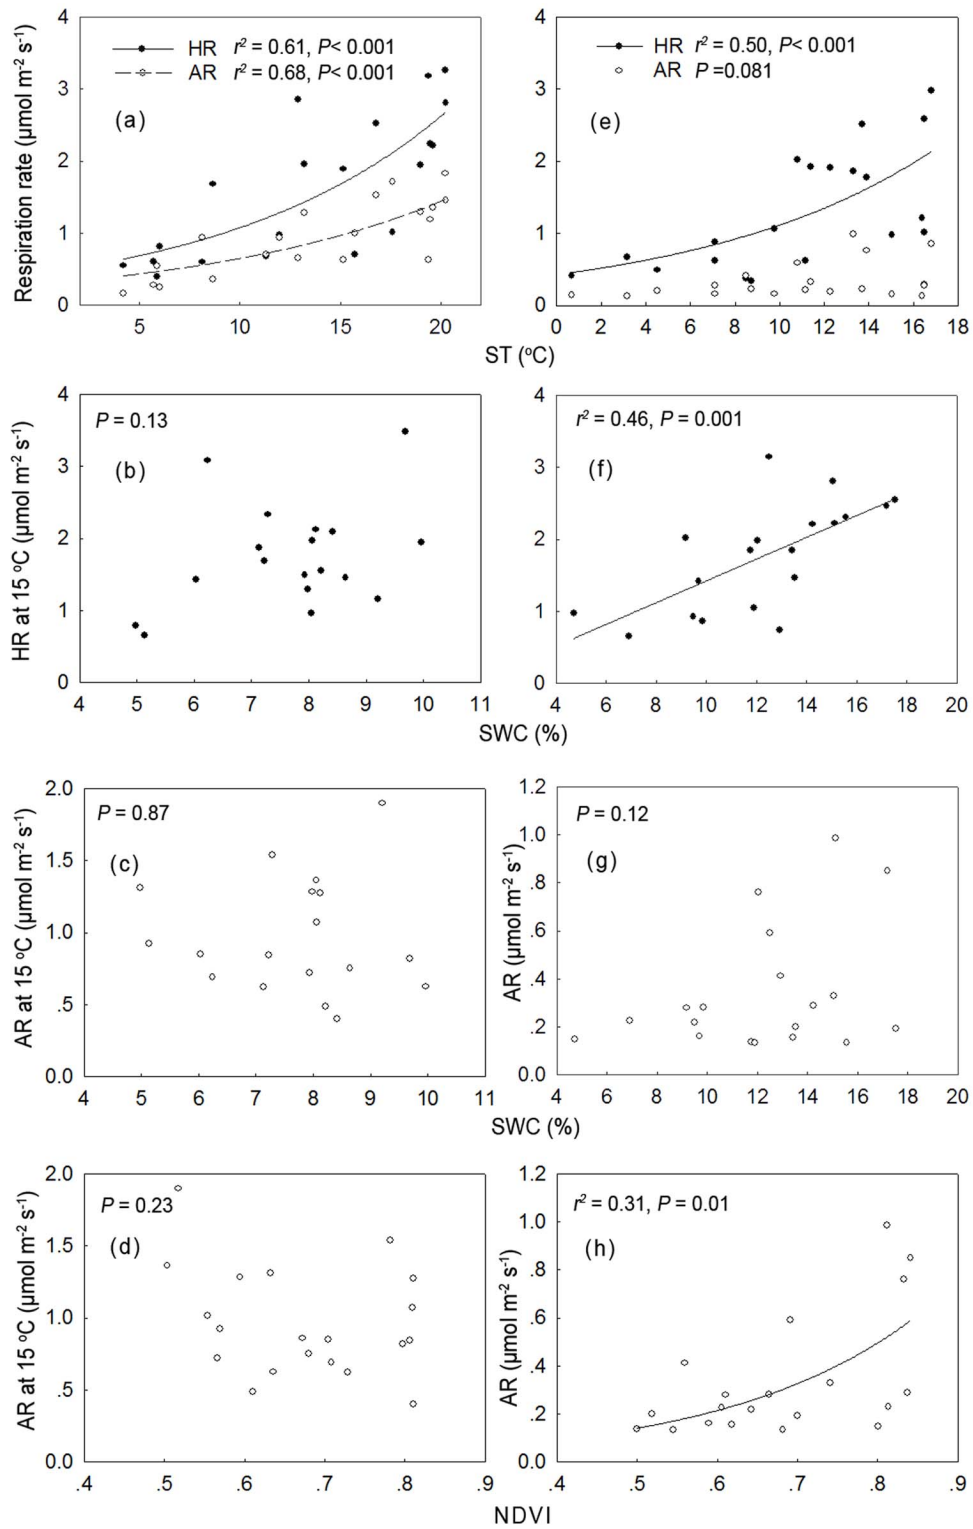 HR r² = 0.61, P< 0.001
AR r² = 0.68, P< 0.001
(a)
Respiration rate (μmol m⁻² s⁻¹)
4
3
2
1
0
5 10 15 20
HR r² = 0.50, P< 0.001
AR P =0.081
(e)
4
3
2
1
0
0 2 4 6 8 10 12 14 16 18
ST (ºC)
P = 0.13
(b)
HR at 15 ºC (μmol m⁻² s⁻¹)
4
3
2
1
0
4 5 6 7 8 9 10 11
r² = 0.46, P = 0.001
(f)
4
3
2
1
0
4 6 8 10 12 14 16 18 20
SWC (%)
P = 0.87
(c)
AR at 15 ºC (μmol m⁻² s⁻¹)
2.0
1.5
1.0
.5
0.0
4 5 6 7 8 9 10 11
P = 0.12
(g)
AR (μmol m⁻² s⁻¹)
1.2
1.0
.8
.6
.4
.2
0.0
4 6 8 10 12 14 16 18 20
SWC (%)
P = 0.23
(d)
AR at 15 ºC (μmol m⁻² s⁻¹)
2.0
1.5
1.0
.5
0.0
.4 .5 .6 .7 .8 .9
r² = 0.31, P = 0.01
(h)
AR (μmol m⁻² s⁻¹)
1.2
1.0
.8
.6
.4
.2
0.0
.4 .5 .6 .7 .8 .9
NDVI